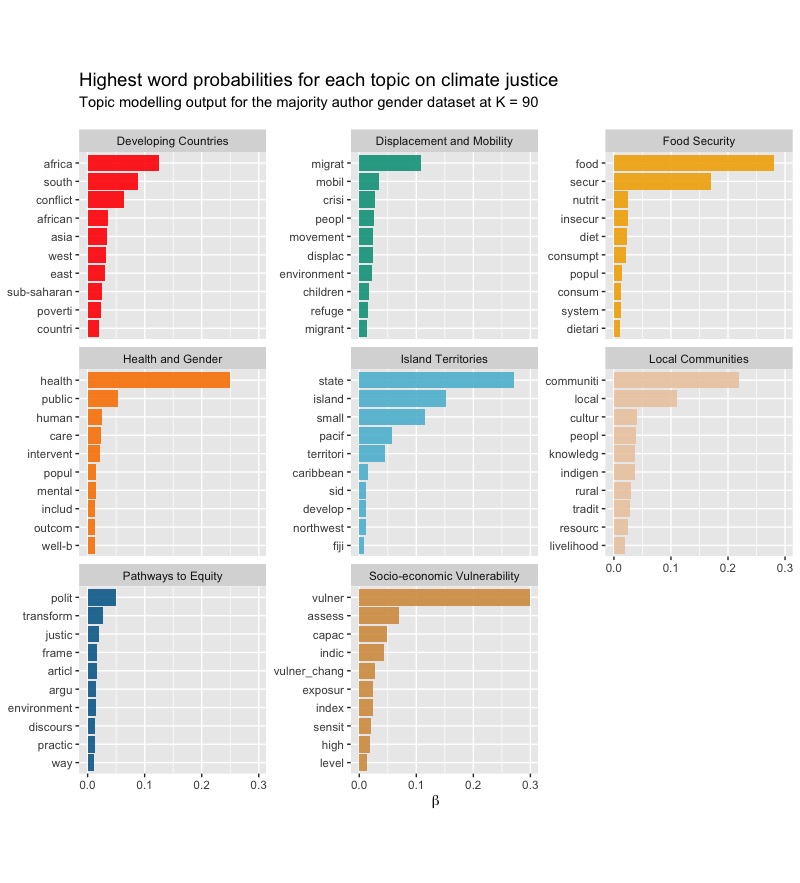 Highest word probabilities for each topic on climate justice
Topic modelling output for the majority author gender dataset at K = 90
Developing Countries
africa
south
conflict
african
asia
west
east
sub-saharan
poverti
countri
Displacement and Mobility
migrat
mobil
crisi
peopl
movement
displac
environment
children
refuge
migrant
Food Security
food
secur
nutrit
insecur
diet
consumpt
popul
consum
system
dietari
Health and Gender
health
public
human
care
intervent
popul
mental
includ
outcom
well-b
Island Territories
state
island
small
pacif
territori
caribbean
sid
develop
northwest
fiji
Local Communities
communiti
local
cultur
peopl
knowledg
indigen
rural
tradit
resourc
livelihood
0.0 0.1 0.2 0.3
Pathways to Equity
polit
transform
justic
frame
articl
argu
environment
discours
practic
way
0.0 0.1 0.2 0.3
Socio-economic Vulnerability
vulner
assess
capac
indic
vulner_chang
exposur
index
sensit
high
level
0.0 0.1 0.2 0.3
β